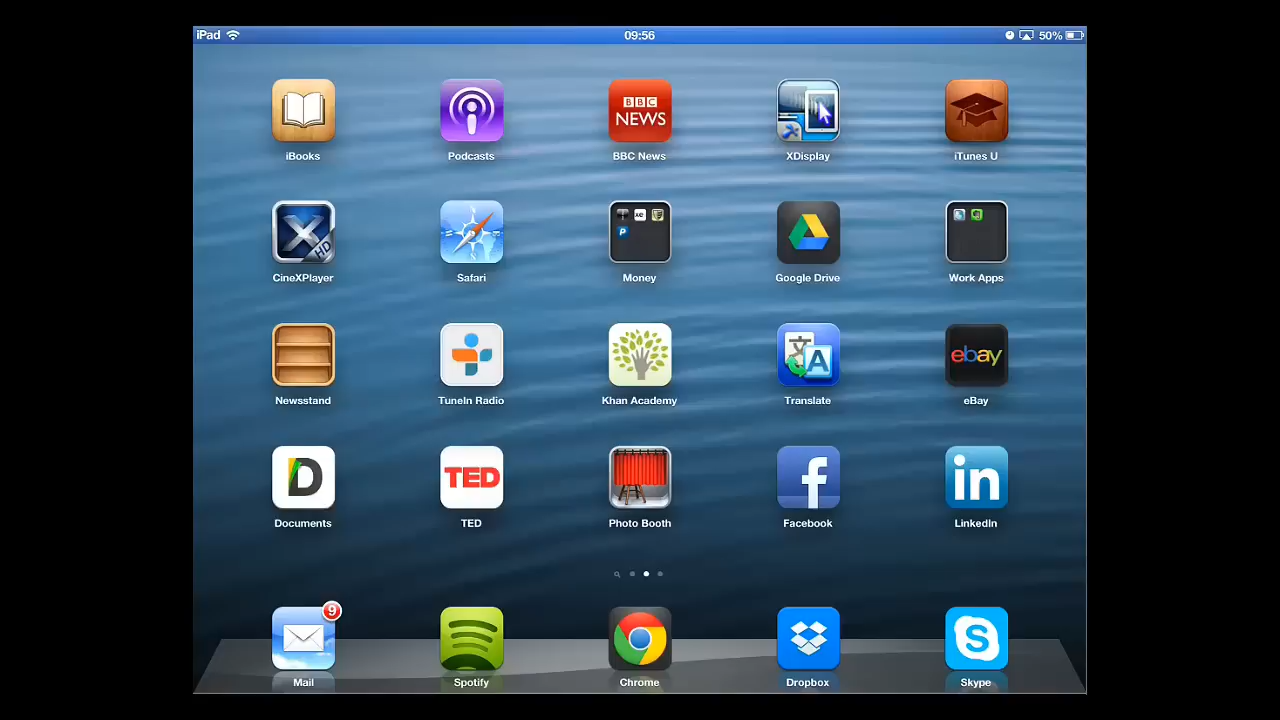 iPad 09:56 50%
BBC
NEWS
iBooks Podcasts BBC News XDisplay iTunes U
X HD xe P
CineXPlayer Safari Money Google Drive Work Apps
文 A ebay
Newsstand TuneIn Radio Khan Academy Translate eBay
D TED f in
Documents TED Photo Booth Facebook LinkedIn
9
S
Mail Spotify Chrome Dropbox Skype